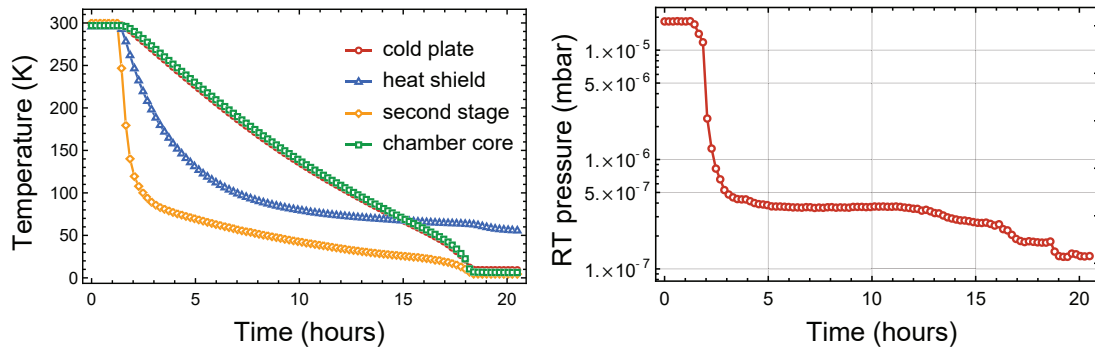 Temperature (K)
300
250
200
150
100
50
0
cold plate
heat shield
second stage
chamber core
0 5 10 15 20
Time (hours)
RT pressure (mbar)
1.×10⁻⁵
5.×10⁻⁶
1.×10⁻⁶
5.×10⁻⁷
1.×10⁻⁷
0 5 10 15 20
Time (hours)